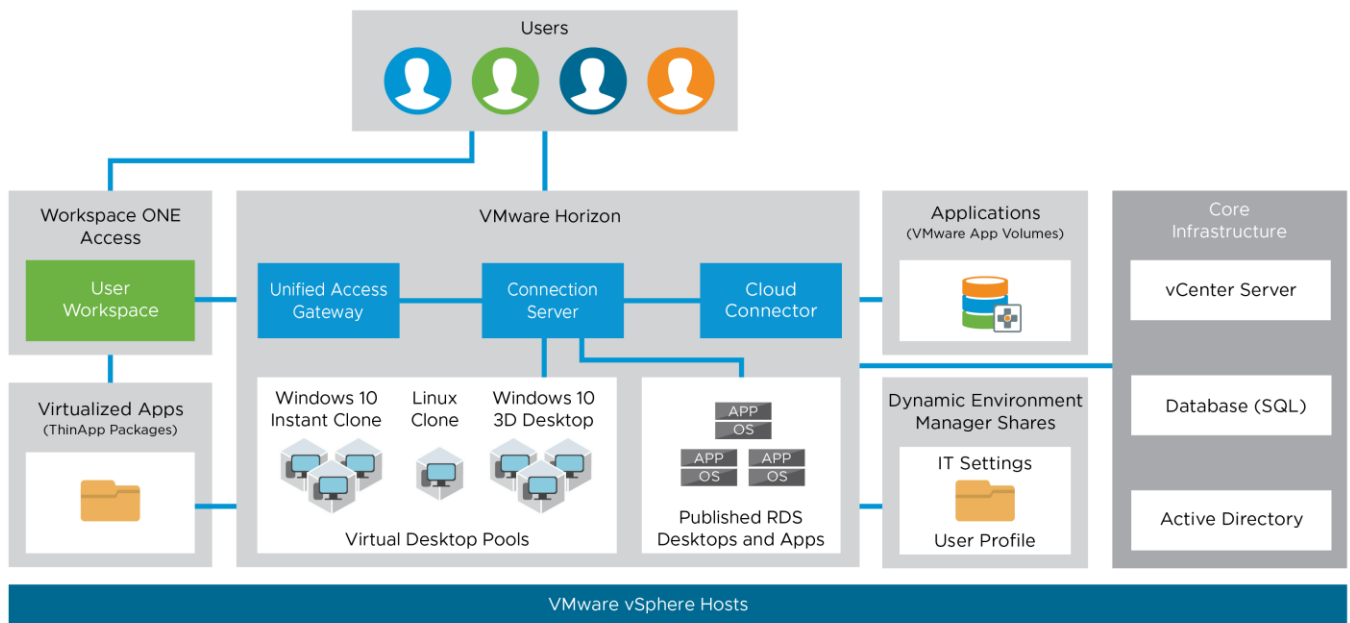 Users
Workspace ONE
Access
User
Workspace
Virtualized Apps
(ThinApp Packages)
VMware Horizon
Unified Access
Gateway
Connection
Server
Cloud
Connector
Windows 10
Instant Clone
Linux
Clone
Windows 10
3D Desktop
Virtual Desktop Pools
APP
OS
APP
OS
APP
OS
Published RDS
Desktops and Apps
Applications
(VMware App Volumes)
Dynamic Environment
Manager Shares
IT Settings
User Profile
Core
Infrastructure
vCenter Server
Database (SQL)
Active Directory
VMware vSphere Hosts